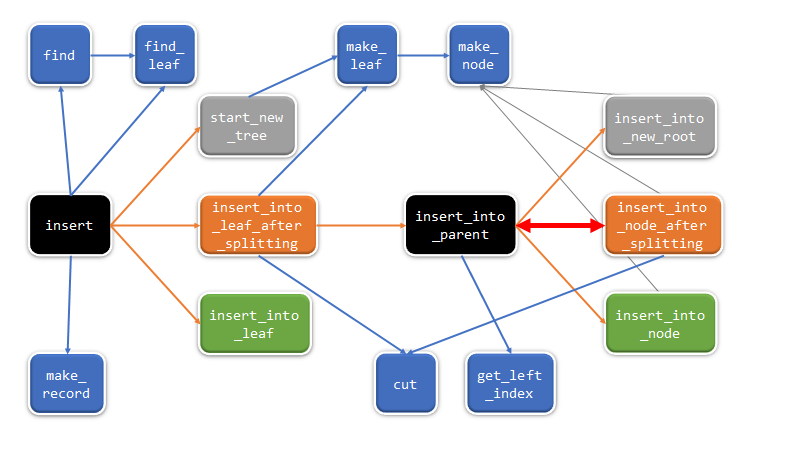 find
find_
leaf
make_
leaf
make_
node
start_new
_tree
insert_into
_new_root
insert
insert_into
_leaf_after
_splitting
insert_into
_parent
insert_into
_node_after
_splitting
insert_into
_leaf
insert_into
_node
make_
record
cut
get_left
_index